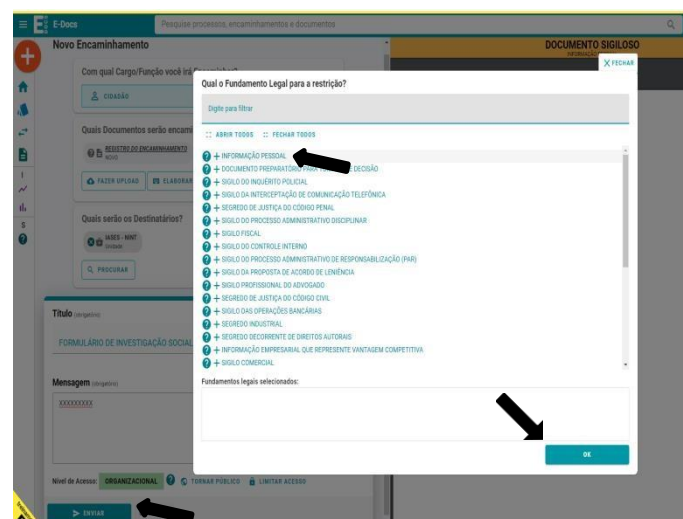 E-Docs
Pesquise processos, encaminhamentos e documentos
Novo Encaminhamento
DOCUMENTO SIGILOSO
FECHAR
Com qual Cargo/Função você irá Encaminhar?
CIDADÃO
Quais Documentos serão encami
REGISTRO DO ENCAMINHAMENTO
NOVO
FAZER UPLOAD
ELABORAR
Quais serão os Destinatários?
IASES - NINT
Unidade
PROCURAR
Título (obrigatório)
FORMULÁRIO DE INVESTIGAÇÃO SOCIAL
Mensagem (obrigatório)
XXXXXXXXX
Nível de Acesso: ORGANIZACIONAL
TORNAR PÚBLICO
LIMITAR ACESSO
ENVIAR
Qual o Fundamento Legal para a restrição?
Digite para filtrar
ABRIR TODOS
FECHAR TODOS
+ INFORMAÇÃO PESSOAL
+ DOCUMENTO PREPARATÓRIO PARA DE DECISÃO
+ SIGILO DO INQUÉRITO POLICIAL
+ SIGILO DA INTERCEPTAÇÃO DE COMUNICAÇÃO TELEFÔNICA
+ SEGREDO DE JUSTIÇA DO CÓDIGO PENAL
+ SIGILO DO PROCESSO ADMINISTRATIVO DISCIPLINAR
+ SIGILO FISCAL
+ SIGILO DO CONTROLE INTERNO
+ SIGILO DO PROCESSO ADMINISTRATIVO DE RESPONSABILIZAÇÃO (PAR)
+ SIGILO DA PROPOSTA DE ACORDO DE LENIÊNCIA
+ SIGILO PROFISSIONAL DO ADVOGADO
+ SEGREDO DE JUSTIÇA DO CÓDIGO CIVIL
+ SIGILO DAS OPERAÇÕES BANCÁRIAS
+ SEGREDO INDUSTRIAL
+ SEGREDO DECORRENTE DE DIREITOS AUTORAIS
+ INFORMAÇÃO EMPRESARIAL QUE REPRESENTE VANTAGEM COMPETITIVA
+ SIGILO COMERCIAL
Fundamentos legais selecionados:
OK